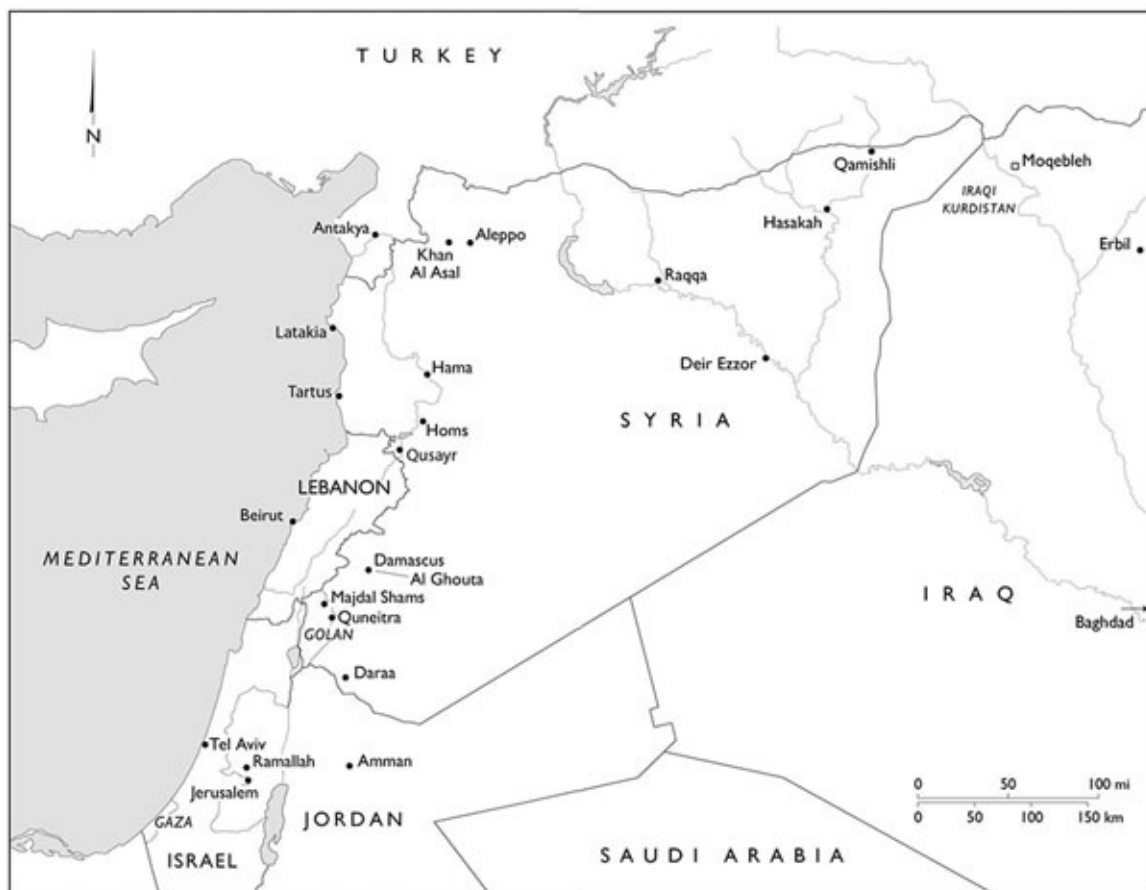 TURKEY
N
Qamishli
Moqebleh
IRAQI
KURDISTAN
Hasakah
Antakya
Khan
Al Asal
Aleppo
Erbil
Raqqa
Latakia
Deir Ezzor
Hama
Tartus
SYRIA
Homs
Qusayr
LEBANON
Beirut
MEDITERRANEAN
SEA
Damascus
Al Ghouta
Majdal Shams
Quneitra
GOLAN
IRAQ
Baghdad
Daraa
Tel Aviv
Ramallah
Amman
Jerusalem
0 50 100 mi
0 50 100 150 km
GAZA
JORDAN
ISRAEL
SAUDI ARABIA